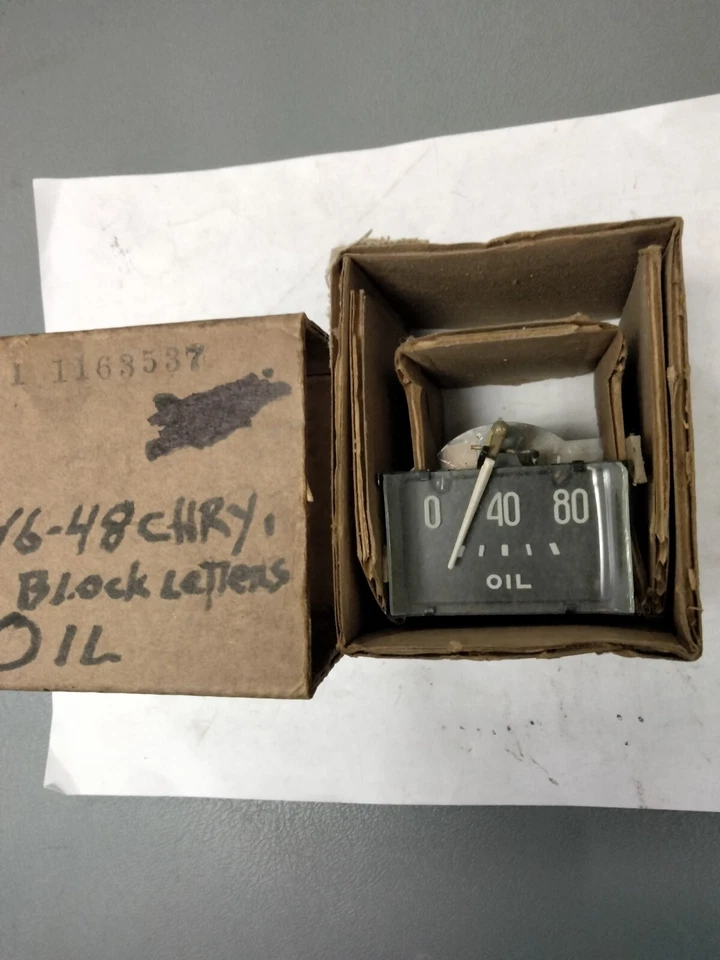 1 1163537
46-48 CHRY.
BLOCK LETTERS
OIL
0 40 80
OIL